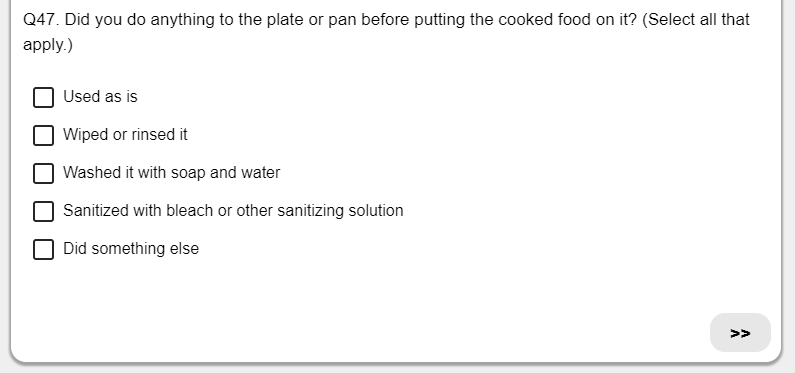 Q47. Did you do anything to the plate or pan before putting the cooked food on it? (Select all that
apply.)
Used as is
Wiped or rinsed it
Washed it with soap and water
Sanitized with bleach or other sanitizing solution
Did something else
>>